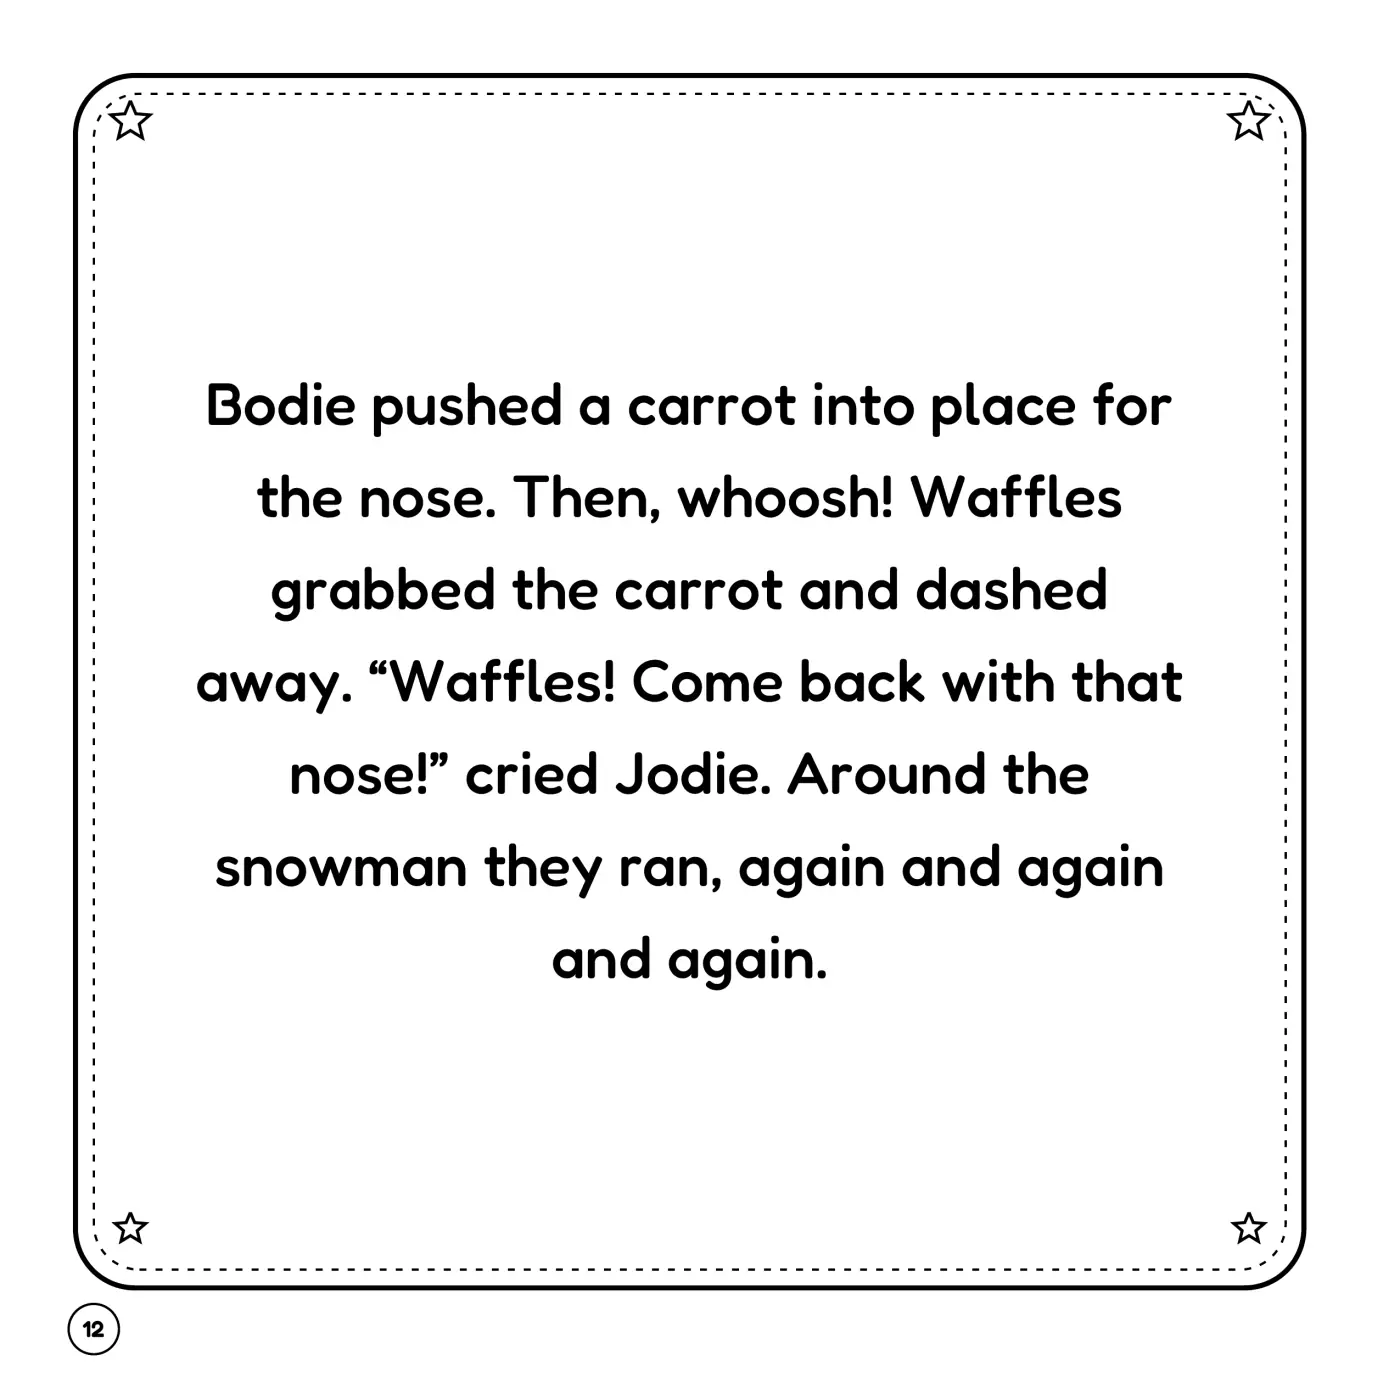 Bodie pushed a carrot into place for
the nose. Then, whoosh! Waffles
grabbed the carrot and dashed
away. “Waffles! Come back with that
nose!” cried Jodie. Around the
snowman they ran, again and again
and again.
12